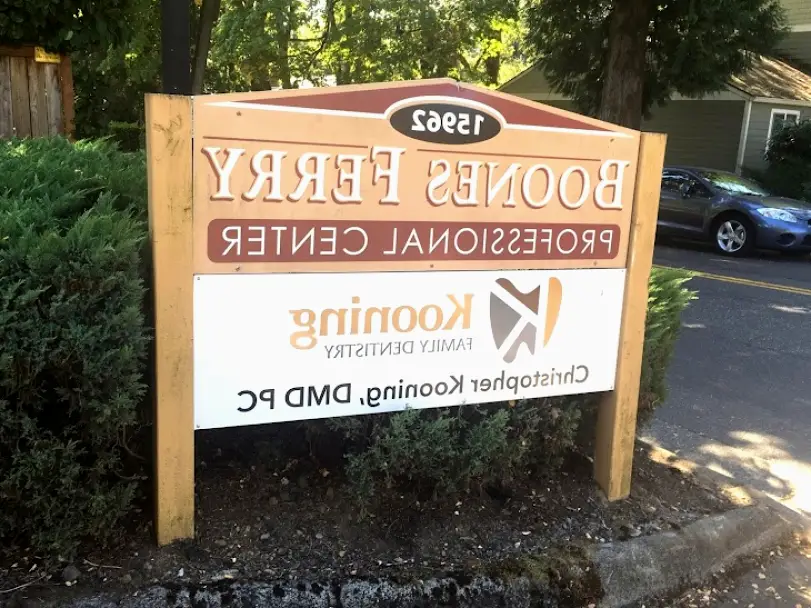 15962
BOONES FERRY
PROFESSIONAL CENTER
Kooning
FAMILY DENTISTRY
Christopher Kooning, DMD PC